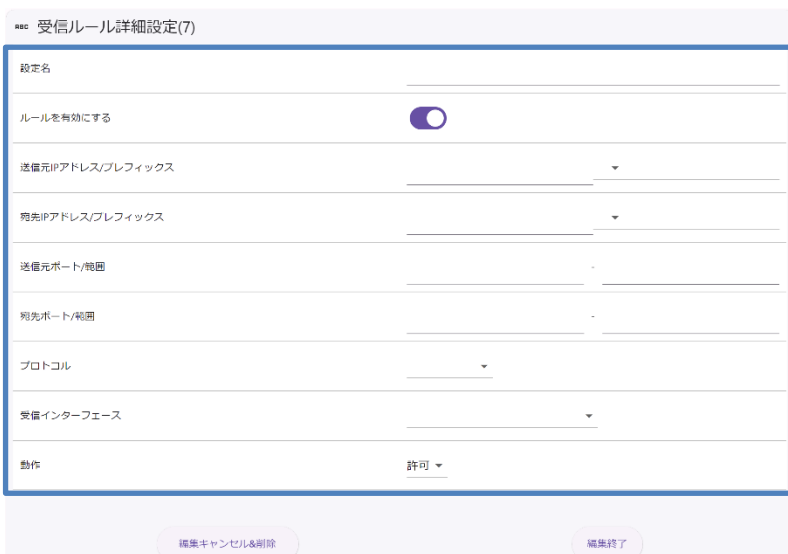 ABC 受信ルール詳細設定(7)
設定名
ルールを有効にする
送信元IPアドレス/プレフィックス
宛先IPアドレス/プレフィックス
送信元ポート/範囲 -
宛先ポート/範囲 -
プロトコル
受信インターフェース
動作 許可
編集キャンセル&削除 編集終了